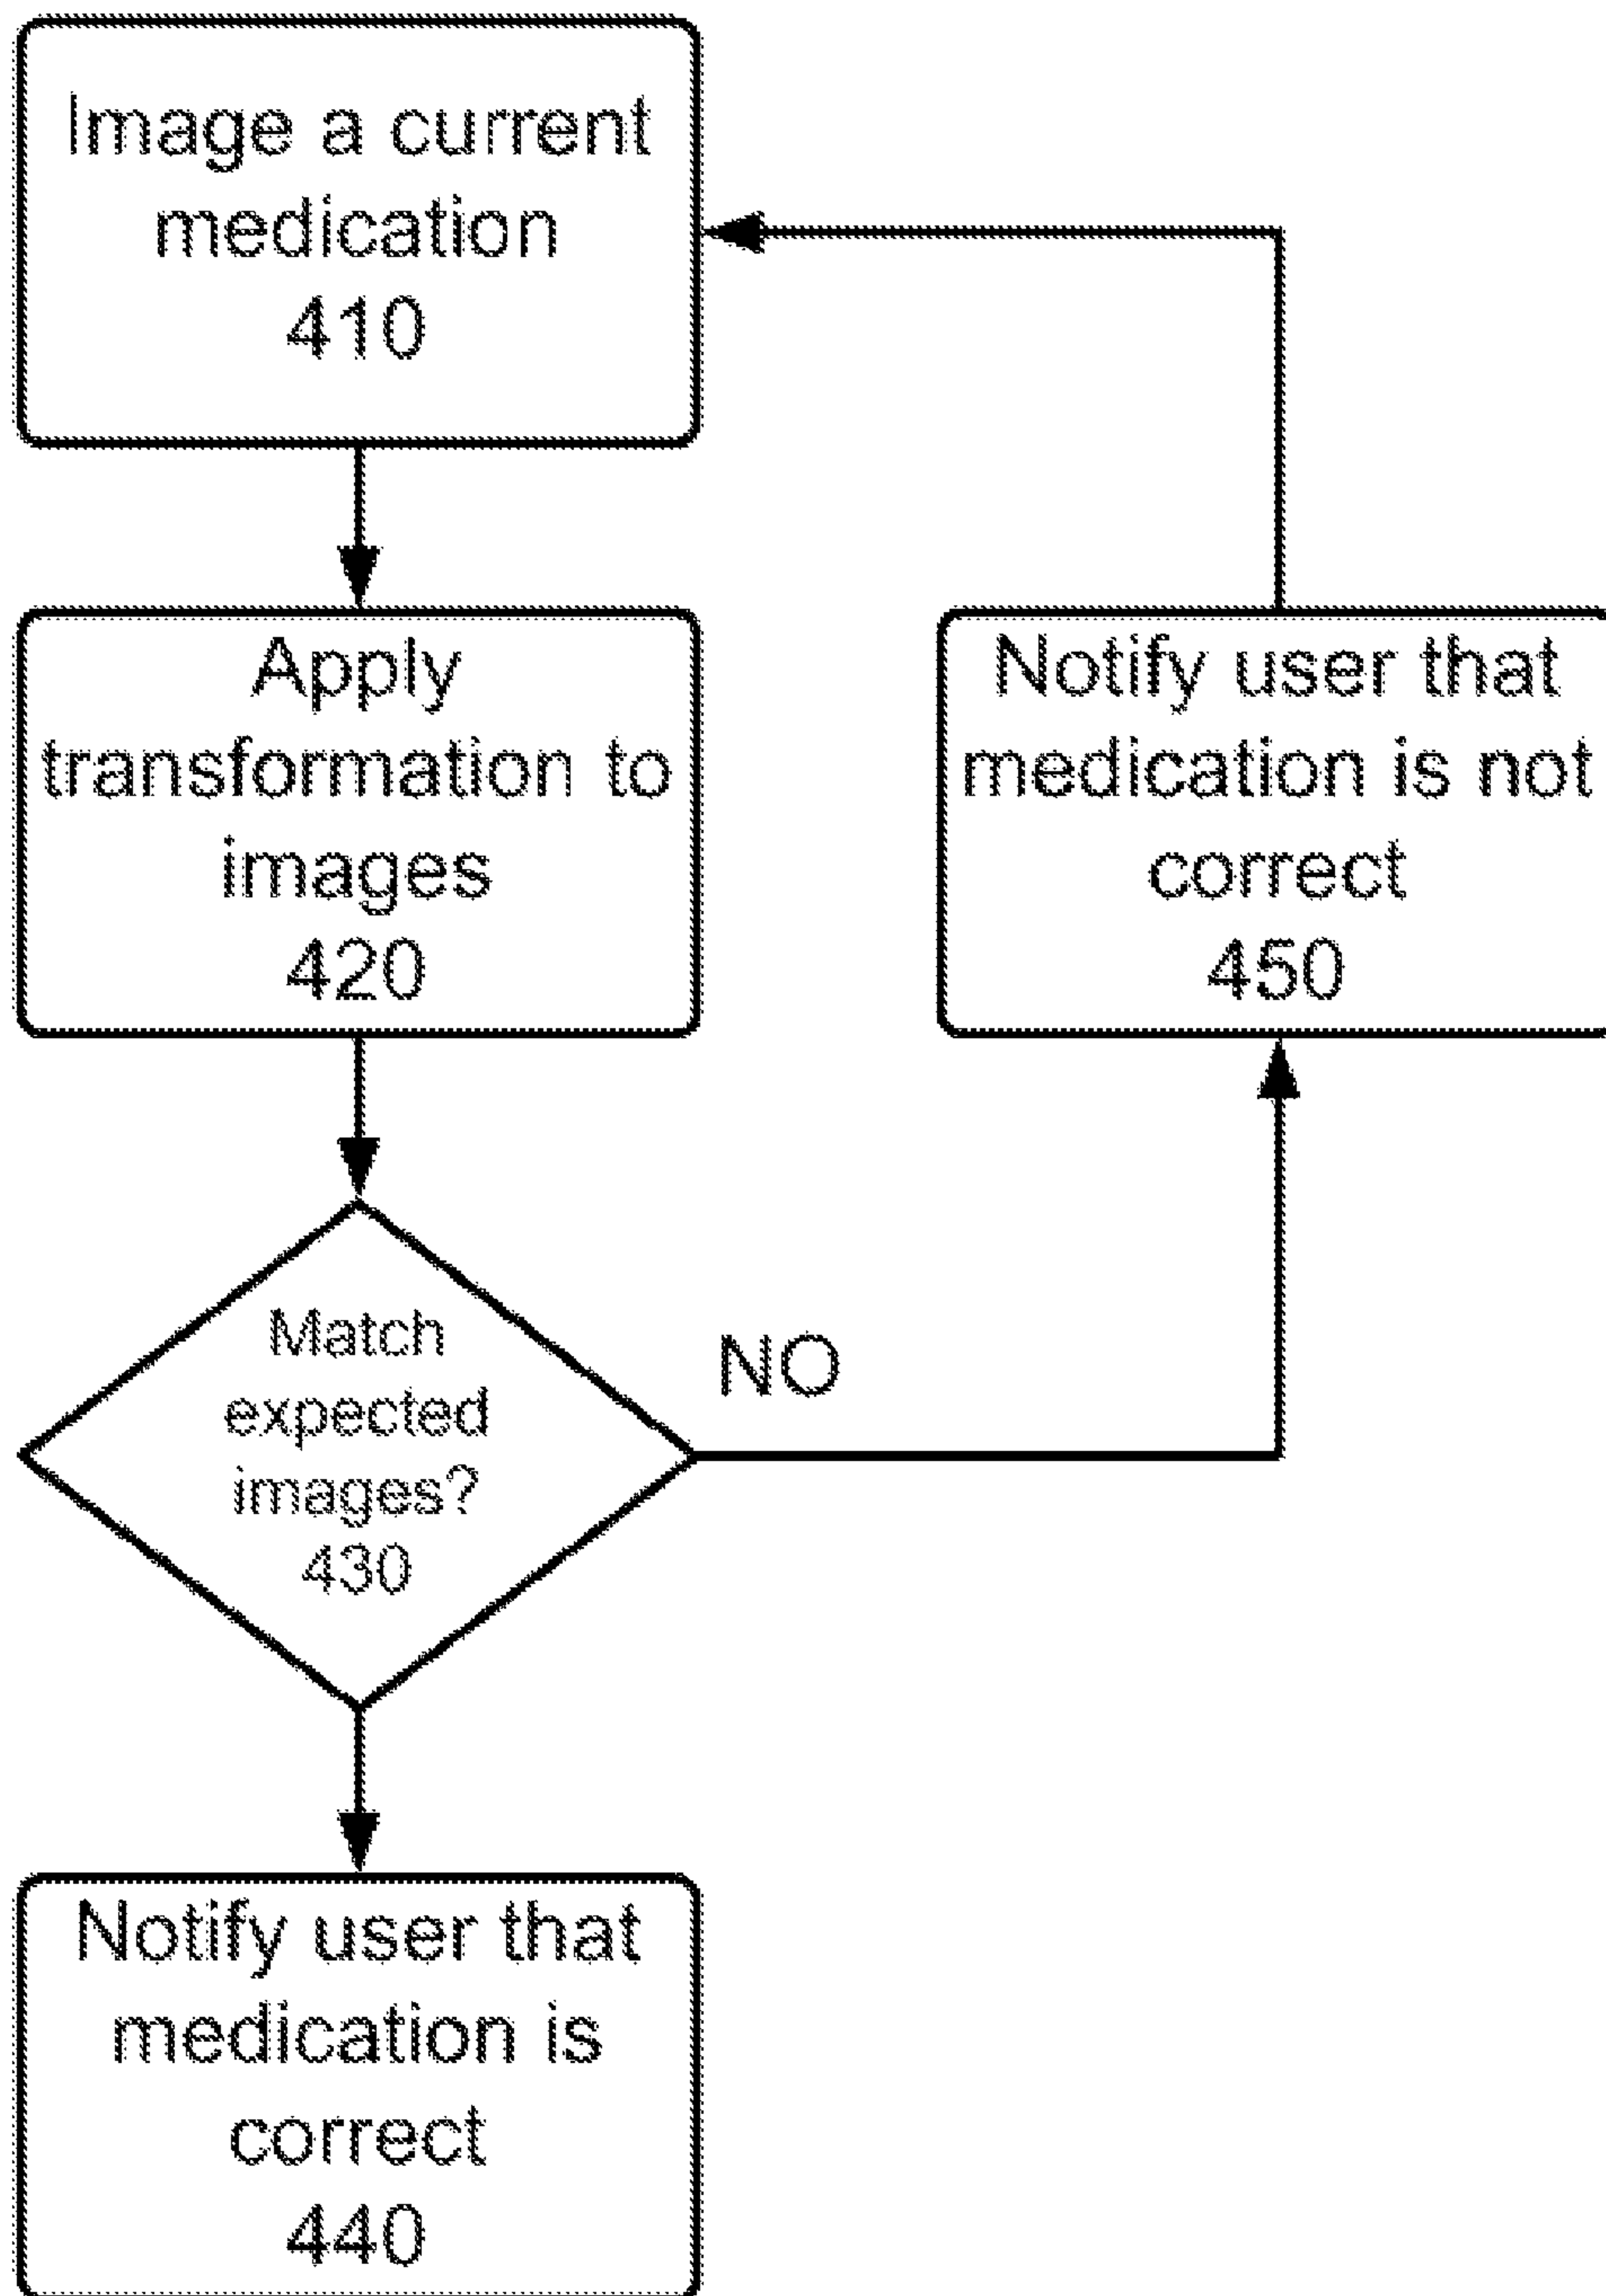 Image a current
medication
410
Apply
transformation to
images
420
Match
expected
images?
430
NO
Notify user that
medication is not
correct
450
Notify user that
medication is
correct
440